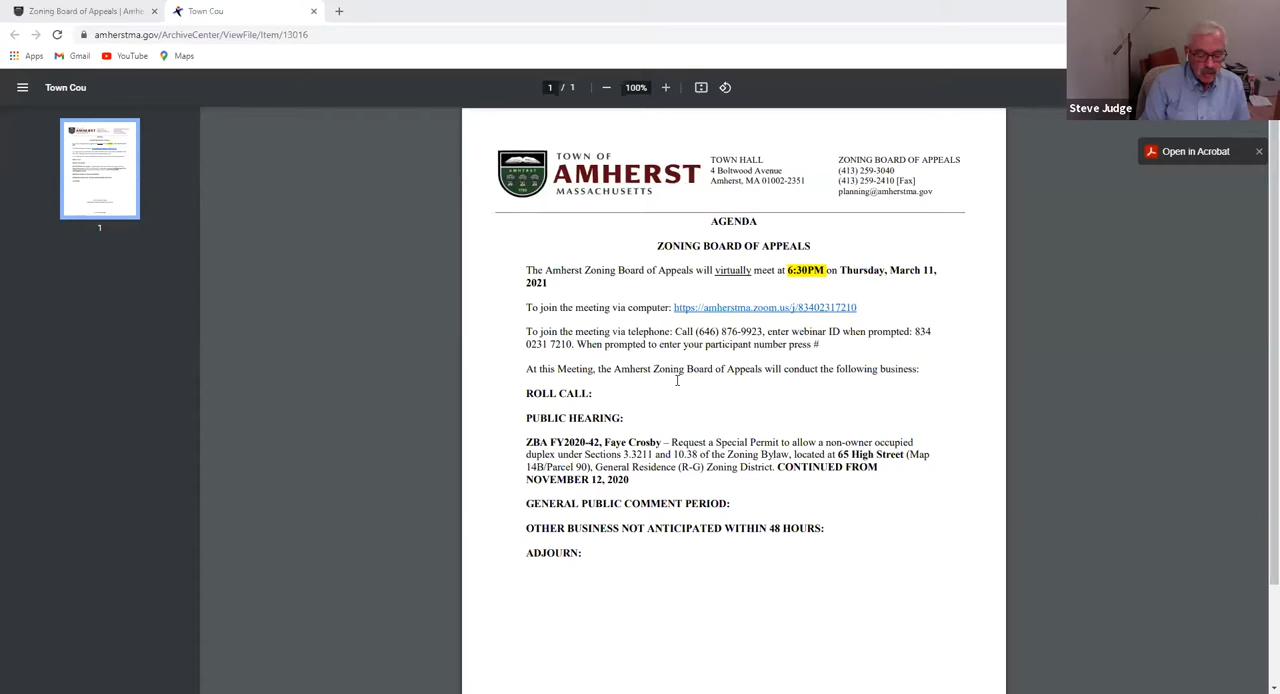 Zoning Board of Appeals | Amhe
Town Cou
amherstma.gov/ArchiveCenter/ViewFile/Item/13016
Apps
Gmail
YouTube
Maps
Steve Judge
Town Cou
1 / 1
100%
Open in Acrobat
1
TOWN OF
AMHERST
MASSACHUSETTS
TOWN HALL
4 Boltwood Avenue
Amherst, MA 01002-2351
ZONING BOARD OF APPEALS
(413) 259-3040
(413) 259-2410 [Fax]
planning@amherstma.gov
AGENDA
ZONING BOARD OF APPEALS
The Amherst Zoning Board of Appeals will virtually meet at 6:30PM on Thursday, March 11,
2021
To join the meeting via computer: https://amherstma.zoom.us/j/83402317210
To join the meeting via telephone: Call (646) 876-9923, enter webinar ID when prompted: 834
0231 7210. When prompted to enter your participant number press #
At this Meeting, the Amherst Zoning Board of Appeals will conduct the following business:
ROLL CALL:
PUBLIC HEARING:
ZBA FY2020-42, Faye Crosby – Request a Special Permit to allow a non-owner occupied
duplex under Sections 3.3211 and 10.38 of the Zoning Bylaw, located at 65 High Street (Map
14B/Parcel 90), General Residence (R-G) Zoning District. CONTINUED FROM
NOVEMBER 12, 2020
GENERAL PUBLIC COMMENT PERIOD:
OTHER BUSINESS NOT ANTICIPATED WITHIN 48 HOURS:
ADJOURN: